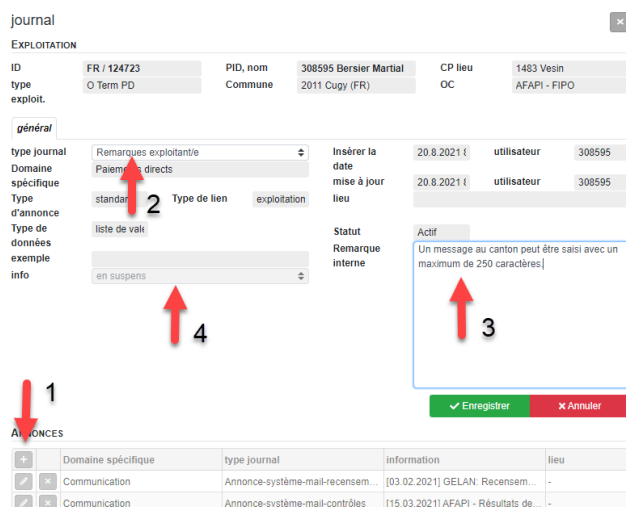 journal
×
EXPLOITATION
ID FR / 124723 PID, nom 308595 Bersier Martial CP lieu 1483 Vesin
type exploit. O Term PD Commune 2011 Cugy (FR) OC AFAPI - FIPO
général
type journal Remarques exploitant/e Insérer la date 20.8.2021 utilisateur 308595
Domaine spécifique directs mise à jour 20.8.2021 utilisateur 308595
Type d'annonce Type de lien exploitation lieu
2
Type de données liste de Statut Actif
exemple Remarque interne Un message au canton peut être saisi avec un
maximum de 250 caractères.
info en suspens
3
4
1
Enregistrer × Annuler
+ Domaine spécifique type journal information lieu
× Communication Annonce-système-mail-recensem... [03.02.2021] GELAN: Recensem... -
× Communication Annonce-système-mail-contrôles [15.03.2021] AFAPI - Résultats de... -